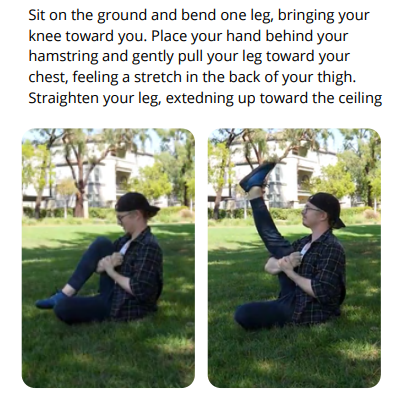 Sit on the ground and bend one leg, bringing your
knee toward you. Place your hand behind your
hamstring and gently pull your leg toward your
chest, feeling a stretch in the back of your thigh.
Straighten your leg, extedning up toward the ceiling